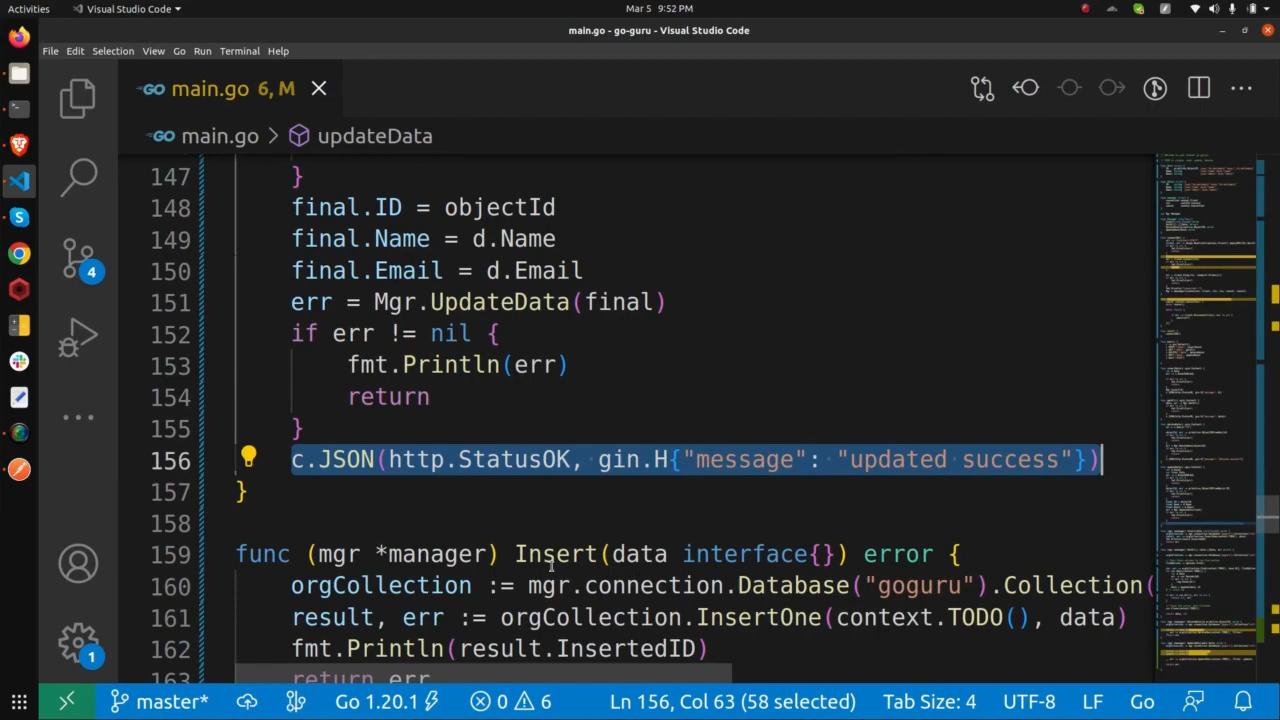 Activities Visual Studio Code Mar 5 9:52 PM
main.go - go-guru - Visual Studio Code
File Edit Selection View Go Run Terminal Help
GO main.go 6, M
GO main.go > updateData
147 }
148 final.ID = objectId
149 final.Name = d.Name
150 final.Email = d.Email
151 err = Mgr.UpdateData(final)
152 if err != nil {
153 fmt.Println(err)
154 return
155 }
156 c.JSON(http.StatusOK, gin.H{"message": "updated success"})
157 }
158
159 func (mgr *manager) Insert(data interface{}) error {
160 orgCollection := mgr.connection.Database("goguru").Collection(
161 result, err := orgCollection.InsertOne(context.TODO(), data)
162 fmt.Println(result.InsertedID)
163 return err
4
1
master* Go 1.20.1 0 6 Ln 156, Col 63 (58 selected) Tab Size: 4 UTF-8 LF Go